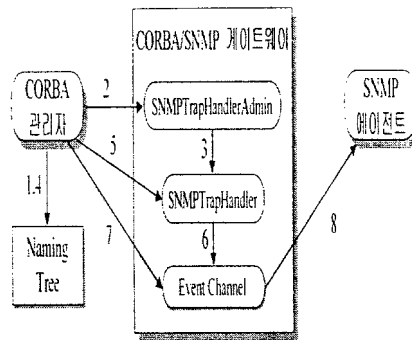 CORBA/SNMP 게이트웨이
CORBA
관리자
2
SNMPTrapHandlerAdmin
SNMP
에이전트
5
3
1.4
SNMPTrapHandler
7
6
8
Naming
Tree
Event Channel